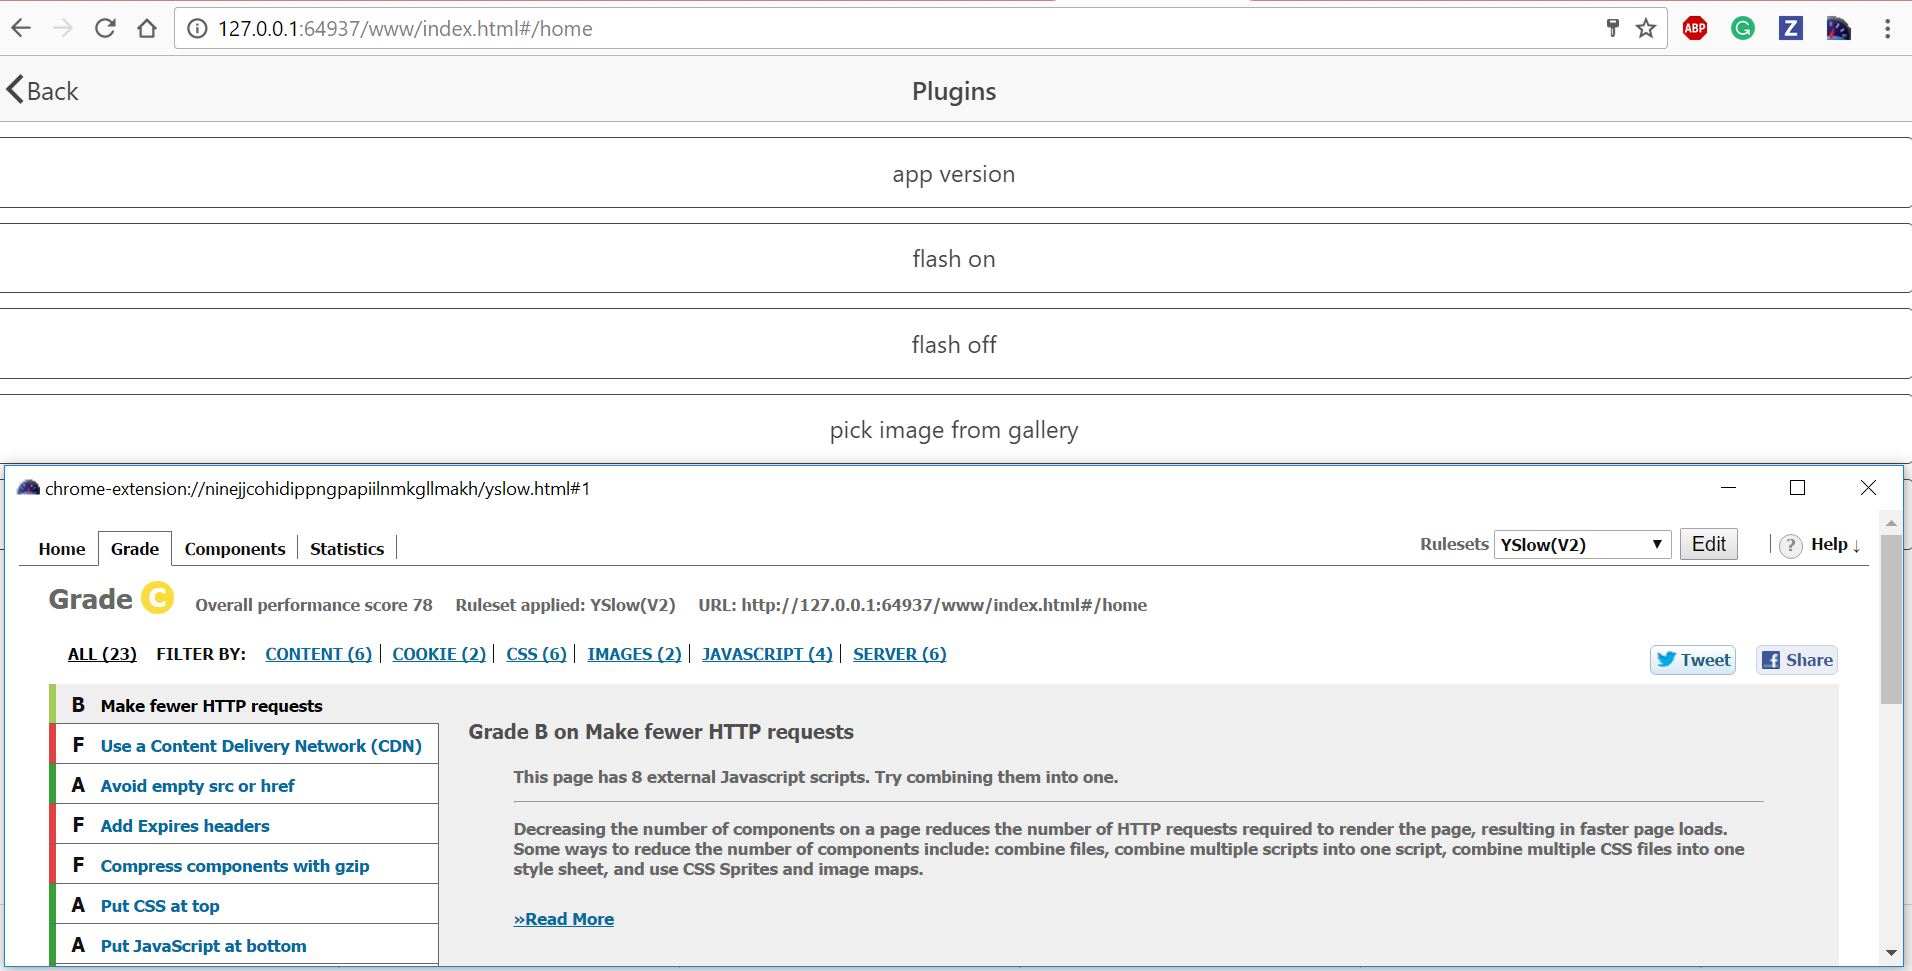 127.0.0.1:64937/www/index.html#/home
ABP
G
Z
Back
Plugins
app version
flash on
flash off
pick image from gallery
chrome-extension://ninejjcohidippngpapiilnmkgllmakh/yslow.html#1
Home Grade Components Statistics
Rulesets YSlow(V2) Edit ? Help ↓
Grade C Overall performance score 78 Ruleset applied: YSlow(V2) URL: http://127.0.0.1:64937/www/index.html#/home
ALL (23) FILTER BY: CONTENT (6) COOKIE (2) CSS (6) IMAGES (2) JAVASCRIPT (4) SERVER (6)
Tweet Share
B Make fewer HTTP requests
F Use a Content Delivery Network (CDN)
A Avoid empty src or href
F Add Expires headers
F Compress components with gzip
A Put CSS at top
A Put JavaScript at bottom
Grade B on Make fewer HTTP requests
This page has 8 external Javascript scripts. Try combining them into one.
Decreasing the number of components on a page reduces the number of HTTP requests required to render the page, resulting in faster page loads.
Some ways to reduce the number of components include: combine files, combine multiple scripts into one script, combine multiple CSS files into one
style sheet, and use CSS Sprites and image maps.
»Read More